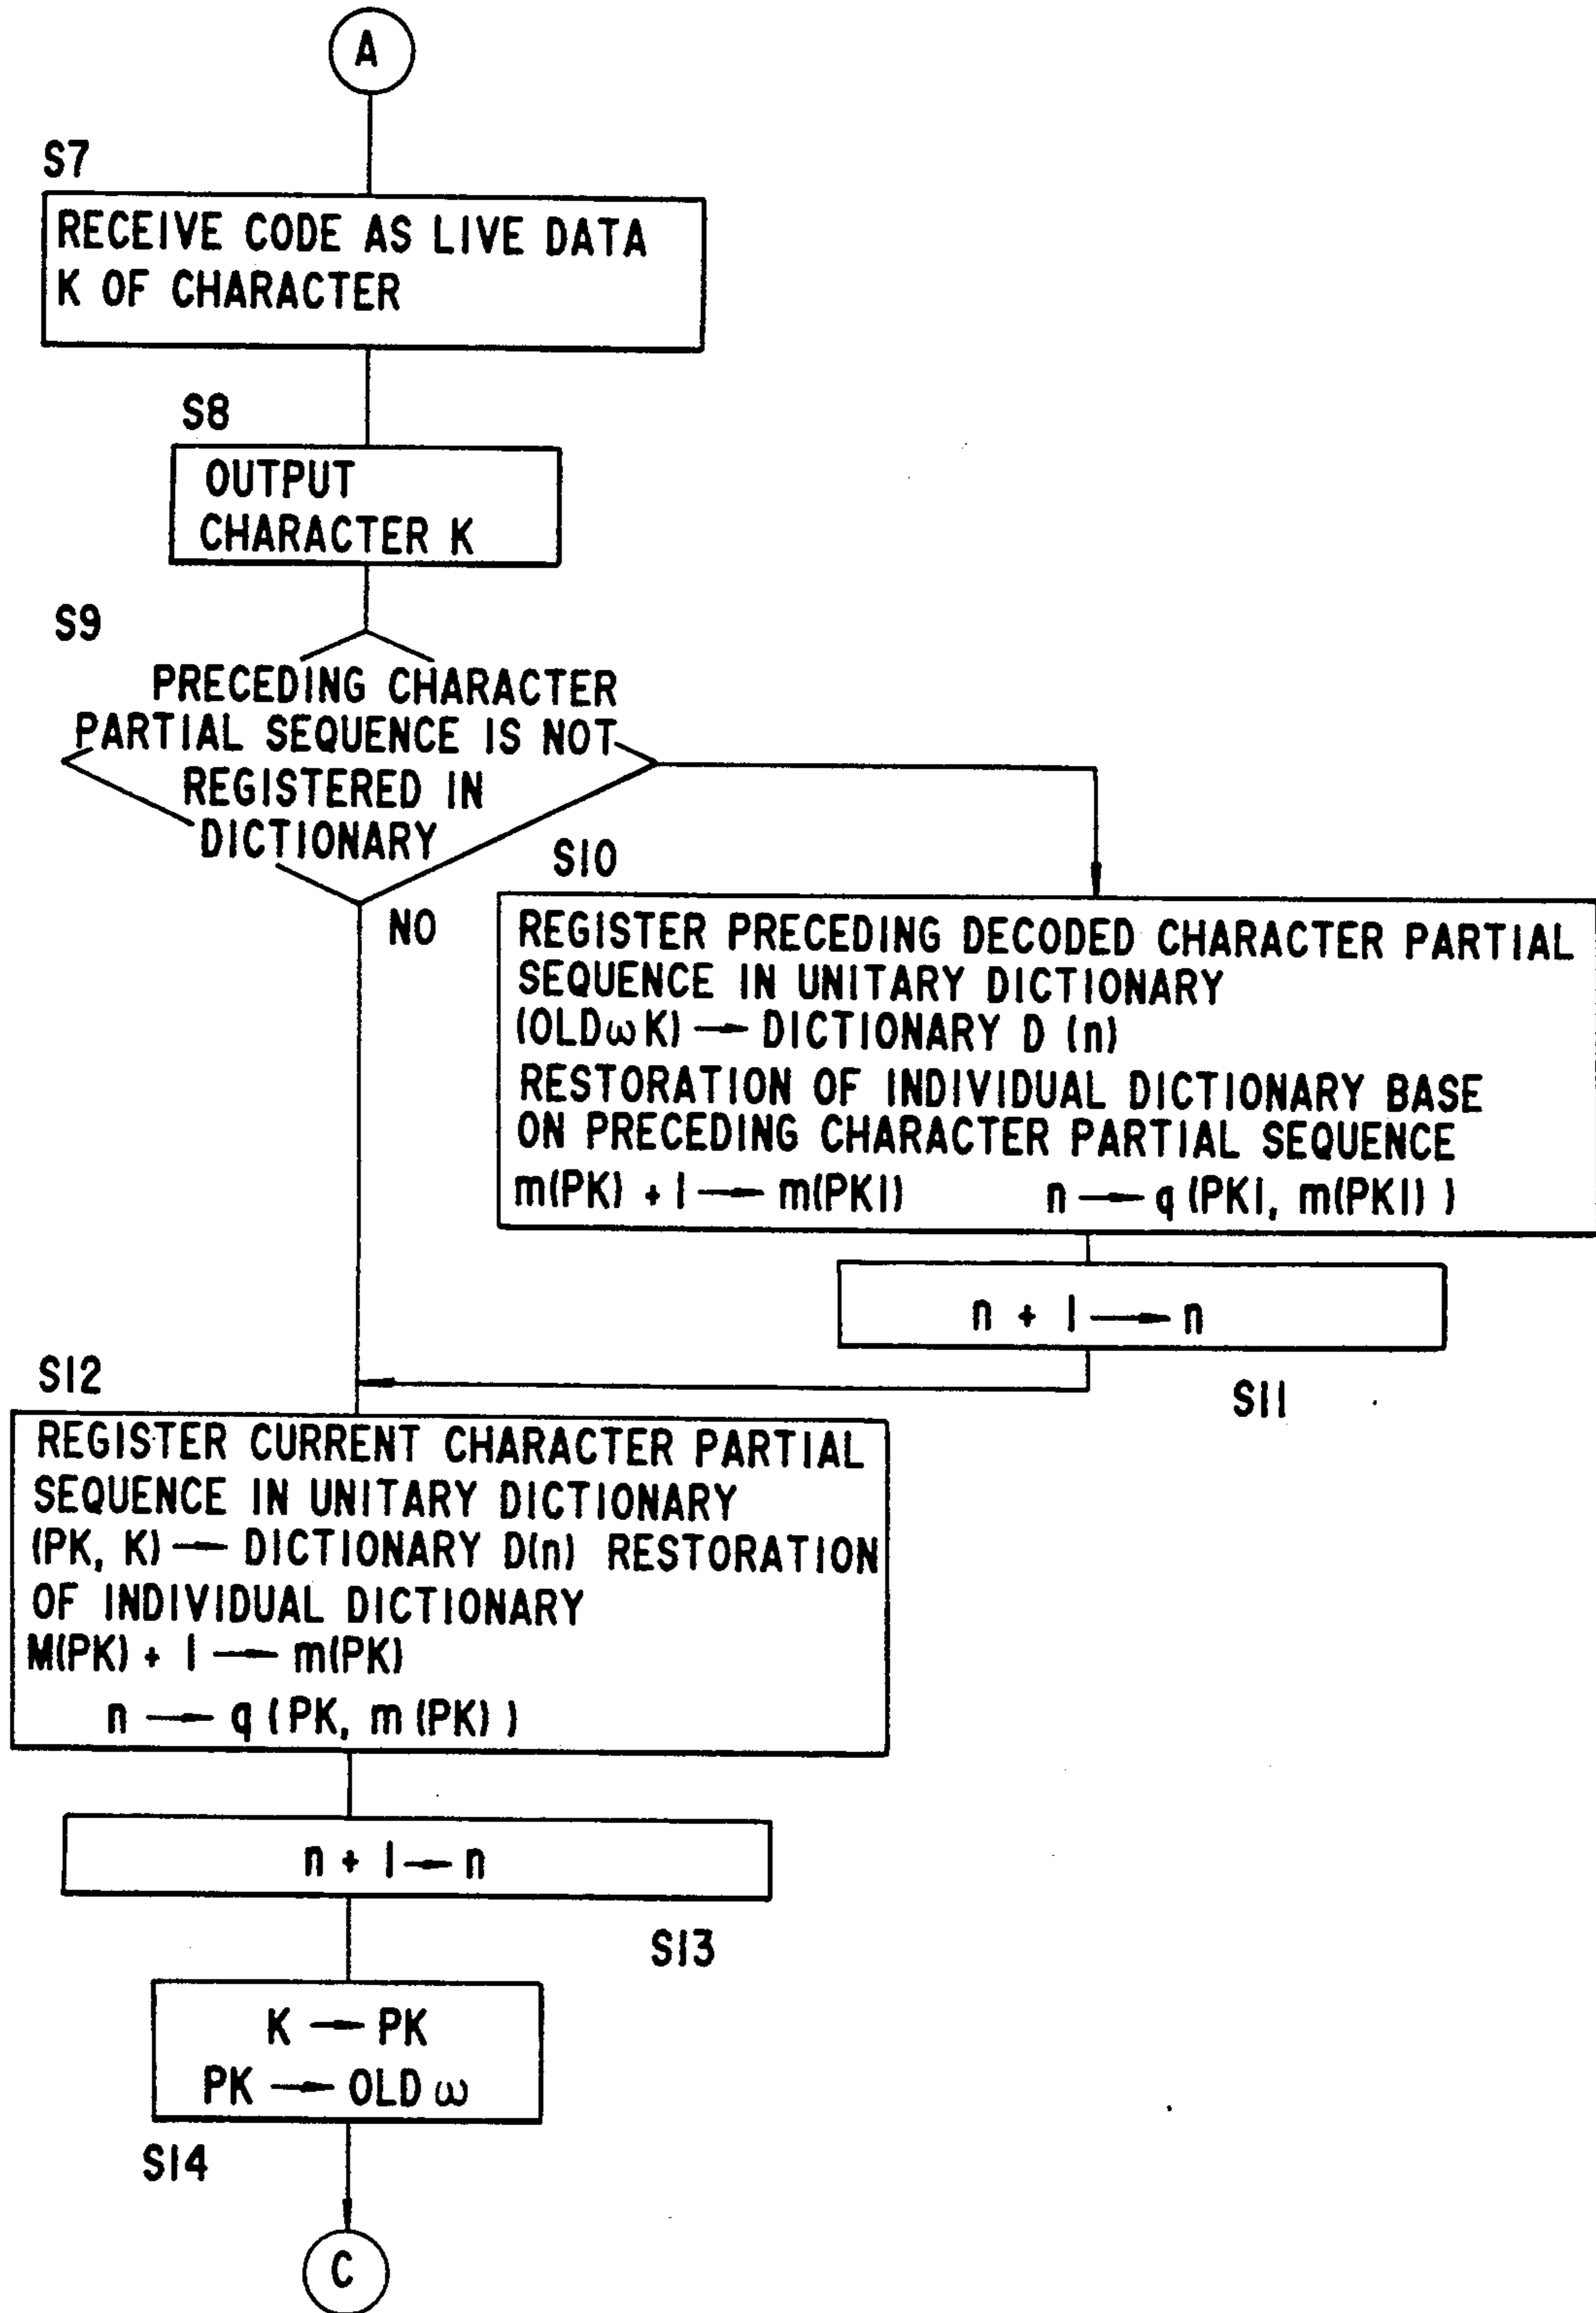 A
S7
RECEIVE CODE AS LIVE DATA
K OF CHARACTER
S8
OUTPUT
CHARACTER K
S9
PRECEDING CHARACTER
PARTIAL SEQUENCE IS NOT
REGISTERED IN
DICTIONARY
NO
S10
REGISTER PRECEDING DECODED CHARACTER PARTIAL
SEQUENCE IN UNITARY DICTIONARY
(OLDωK) → DICTIONARY D (n)
RESTORATION OF INDIVIDUAL DICTIONARY BASE
ON PRECEDING CHARACTER PARTIAL SEQUENCE
m(PK) + 1 → m(PK1) n → q (PK1, m(PK1) )
n + 1 → n
S11
S12
REGISTER CURRENT CHARACTER PARTIAL
SEQUENCE IN UNITARY DICTIONARY
(PK, K) → DICTIONARY D(n) RESTORATION
OF INDIVIDUAL DICTIONARY
M(PK) + 1 → m(PK)
n → q (PK, m (PK) )
n + 1 → n
S13
K → PK
PK → OLD ω
S14
C